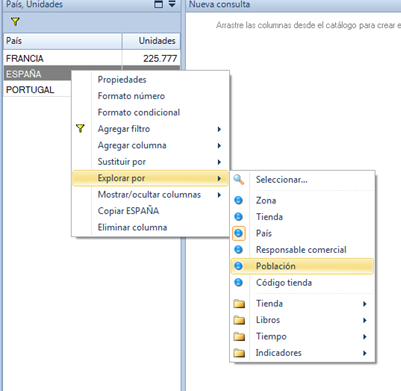 País, Unidades
Nueva consulta
Arrastre las columnas desde el catálogo para crear e
País Unidades
FRANCIA 225.777
ESPAÑA
PORTUGAL
Propiedades
Formato número
Formato condicional
Agregar filtro
Agregar columna
Sustituir por
Explorar por
Mostrar/ocultar columnas
Copiar ESPAÑA
Eliminar columna
Seleccionar...
Zona
Tienda
País
Responsable comercial
Población
Código tienda
Tienda
Libros
Tiempo
Indicadores